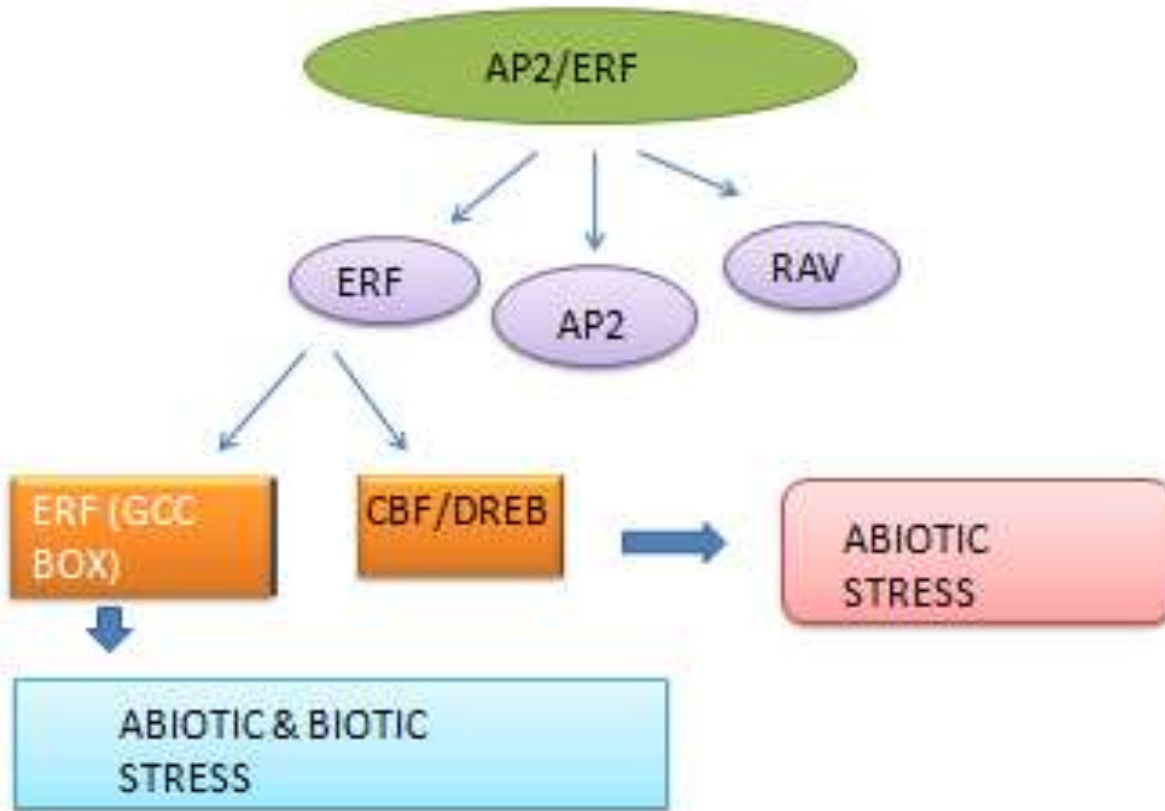 AP2/ERF
ERF
AP2
RAV
ERF (GCC
BOX)
CBF/DREB
ABIOTIC
STRESS
ABIOTIC & BIOTIC
STRESS